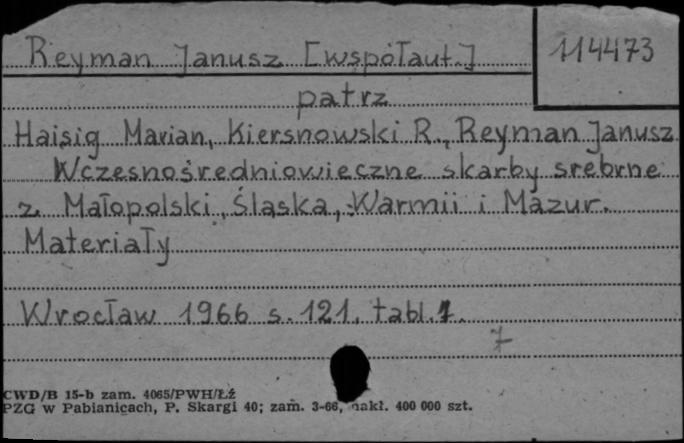 Reyman Janusz [współaut.]
114473
patrz
Haisig Marian, Kiersnowski R., Reyman Janusz
Wczesnośredniowieczne skarby srebrne
z Małopolski, Śląska, Warmii i Mazur.
Materiały
Wrocław 1966 s. 121, tabl. 1.
7
CWD/B 15-b zam. 4065/PWH/Łź
PZG w Pabianicach, P. Skargi 40; zam. 3-66, nakł. 400 000 szt.